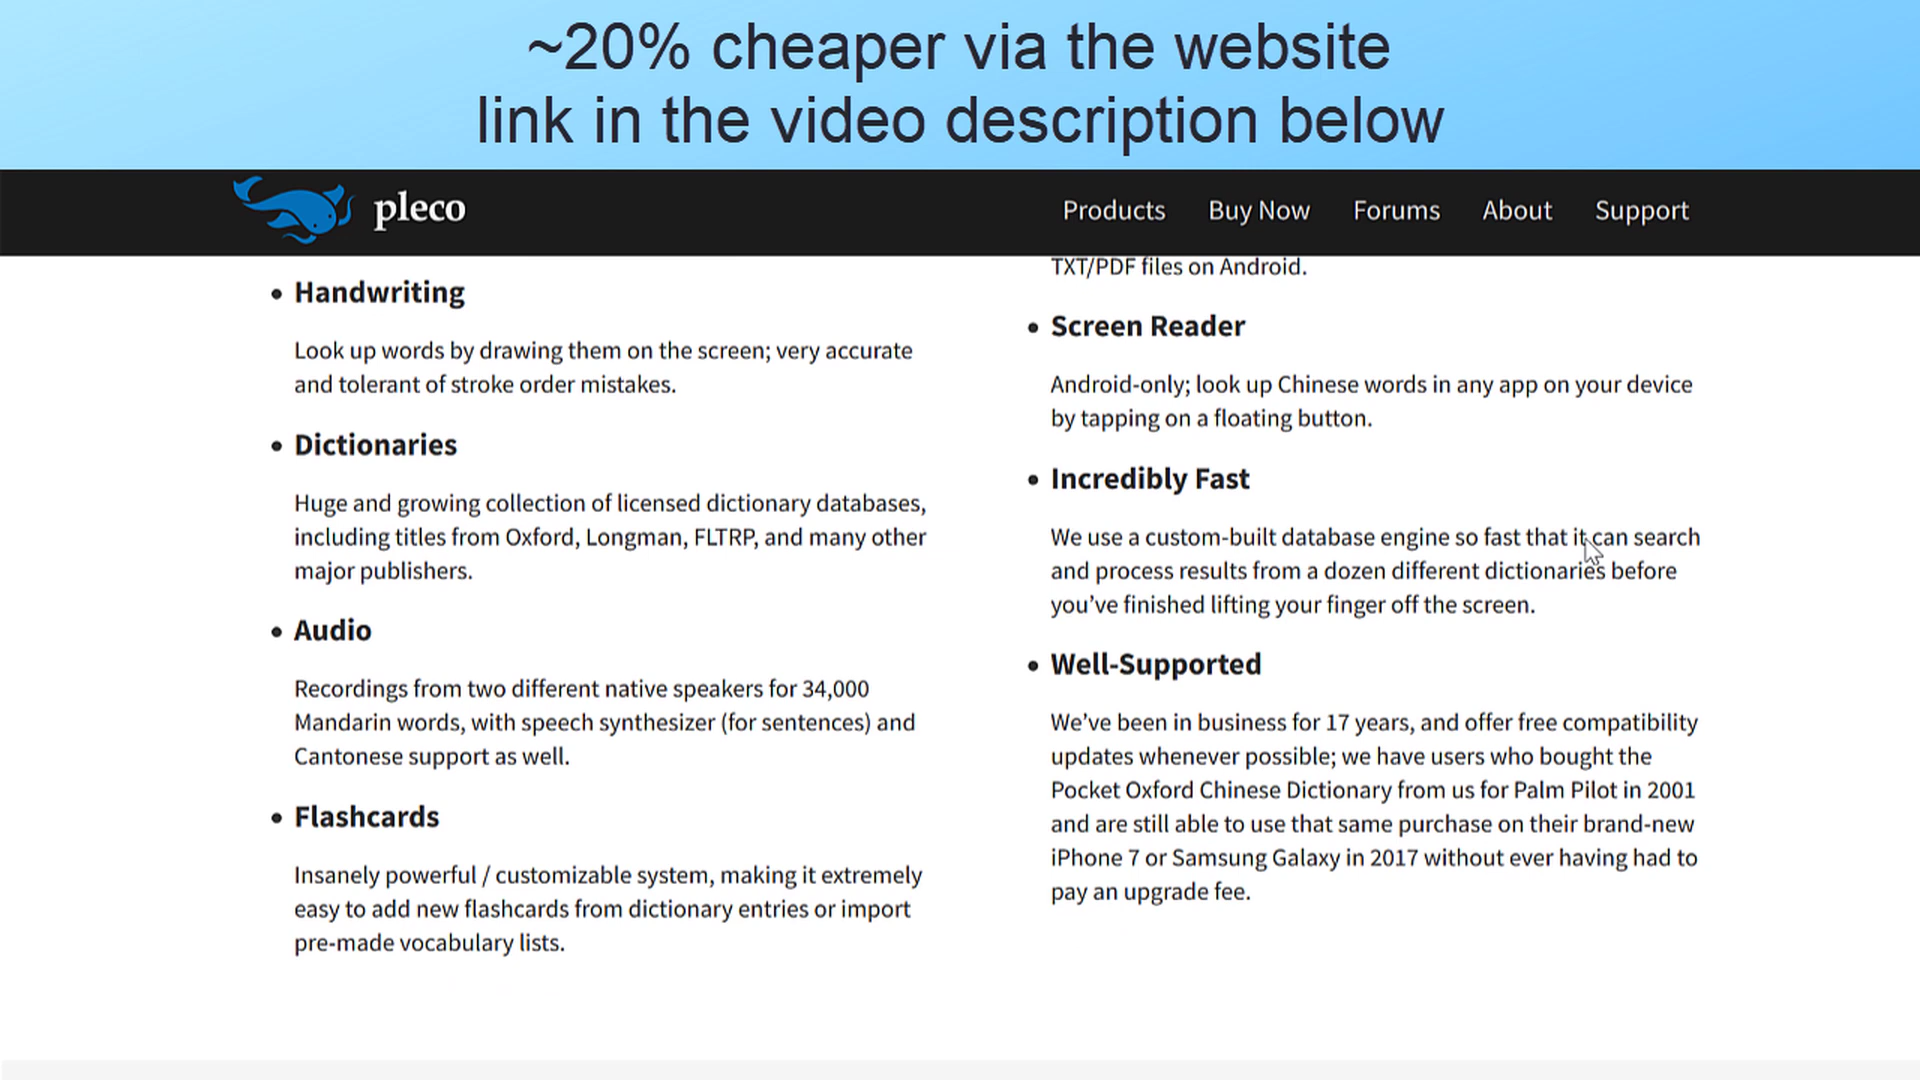 ~20% cheaper via the website
link in the video description below
pleco
Products
Buy Now
Forums
About
Support
Handwriting
Look up words by drawing them on the screen; very accurate
and tolerant of stroke order mistakes.
Dictionaries
Huge and growing collection of licensed dictionary databases,
including titles from Oxford, Longman, FLTRP, and many other
major publishers.
Audio
Recordings from two different native speakers for 34,000
Mandarin words, with speech synthesizer (for sentences) and
Cantonese support as well.
Flashcards
Insanely powerful / customizable system, making it extremely
easy to add new flashcards from dictionary entries or import
pre-made vocabulary lists.
TXT/PDF files on Android.
Screen Reader
Android-only; look up Chinese words in any app on your device
by tapping on a floating button.
Incredibly Fast
We use a custom-built database engine so fast that it can search
and process results from a dozen different dictionaries before
you’ve finished lifting your finger off the screen.
Well-Supported
We’ve been in business for 17 years, and offer free compatibility
updates whenever possible; we have users who bought the
Pocket Oxford Chinese Dictionary from us for Palm Pilot in 2001
and are still able to use that same purchase on their brand-new
iPhone 7 or Samsung Galaxy in 2017 without ever having had to
pay an upgrade fee.